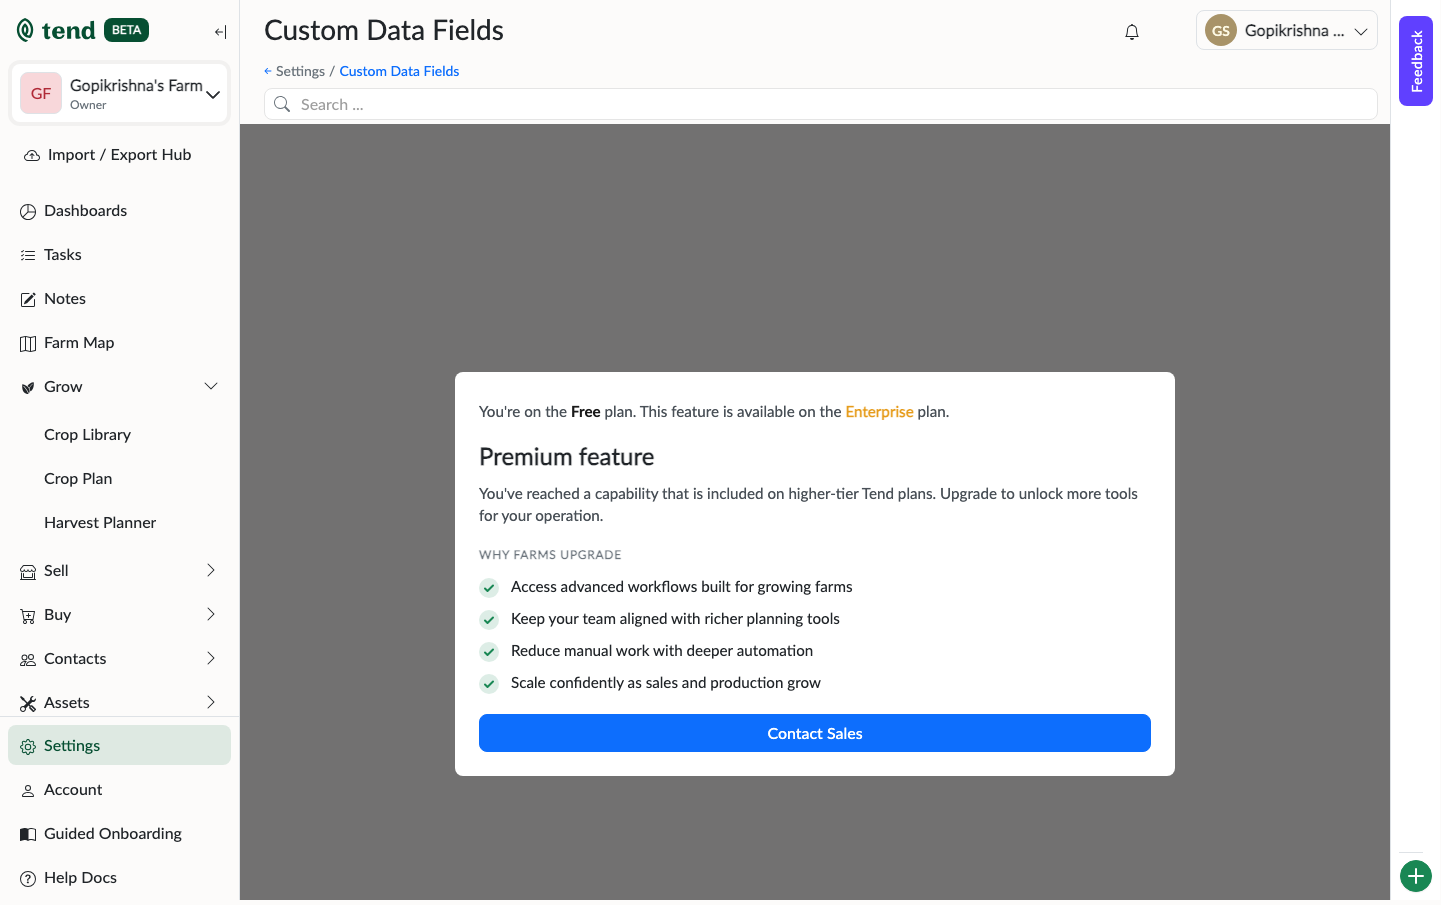 tend BETA
GF
Gopikrishna's Farm
Owner
Import / Export Hub
Dashboards
Tasks
Notes
Farm Map
Grow
Crop Library
Crop Plan
Harvest Planner
Sell
Buy
Contacts
Assets
Settings
Account
Guided Onboarding
Help Docs
Custom Data Fields
GS
Gopikrishna ...
← Settings / Custom Data Fields
Search ...
You're on the Free plan. This feature is available on the Enterprise plan.
Premium feature
You've reached a capability that is included on higher-tier Tend plans. Upgrade to unlock more tools
for your operation.
WHY FARMS UPGRADE
Access advanced workflows built for growing farms
Keep your team aligned with richer planning tools
Reduce manual work with deeper automation
Scale confidently as sales and production grow
Contact Sales
Feedback